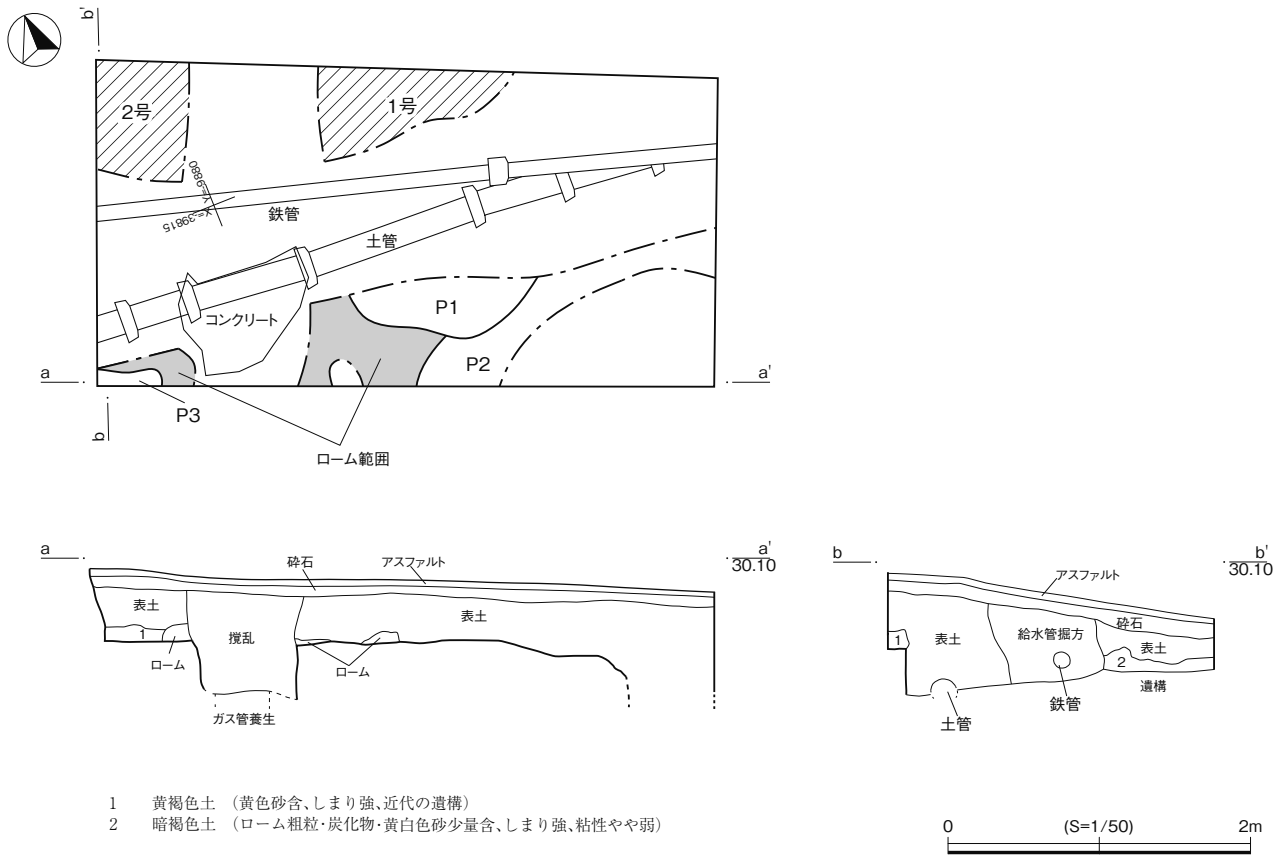 b'
2号
1号
X=-39815
Y=-9880
鉄管
土管
コンクリート
P1
P2
a
a'
b
P3
ローム範囲
a
砕石
アスファルト
a'
30.10
表土
表土
1
ローム
撹乱
ローム
ガス管養生
b
b'
30.10
アスファルト
砕石
1
表土
給水管掘方
表土
2
遺構
鉄管
土管
1 黄褐色土 (黄色砂含、しまり強、近代の遺構)
2 暗褐色土 (ローム粗粒・炭化物・黄白色砂少量含、しまり強、粘性やや弱)
0 (S=1/50) 2m